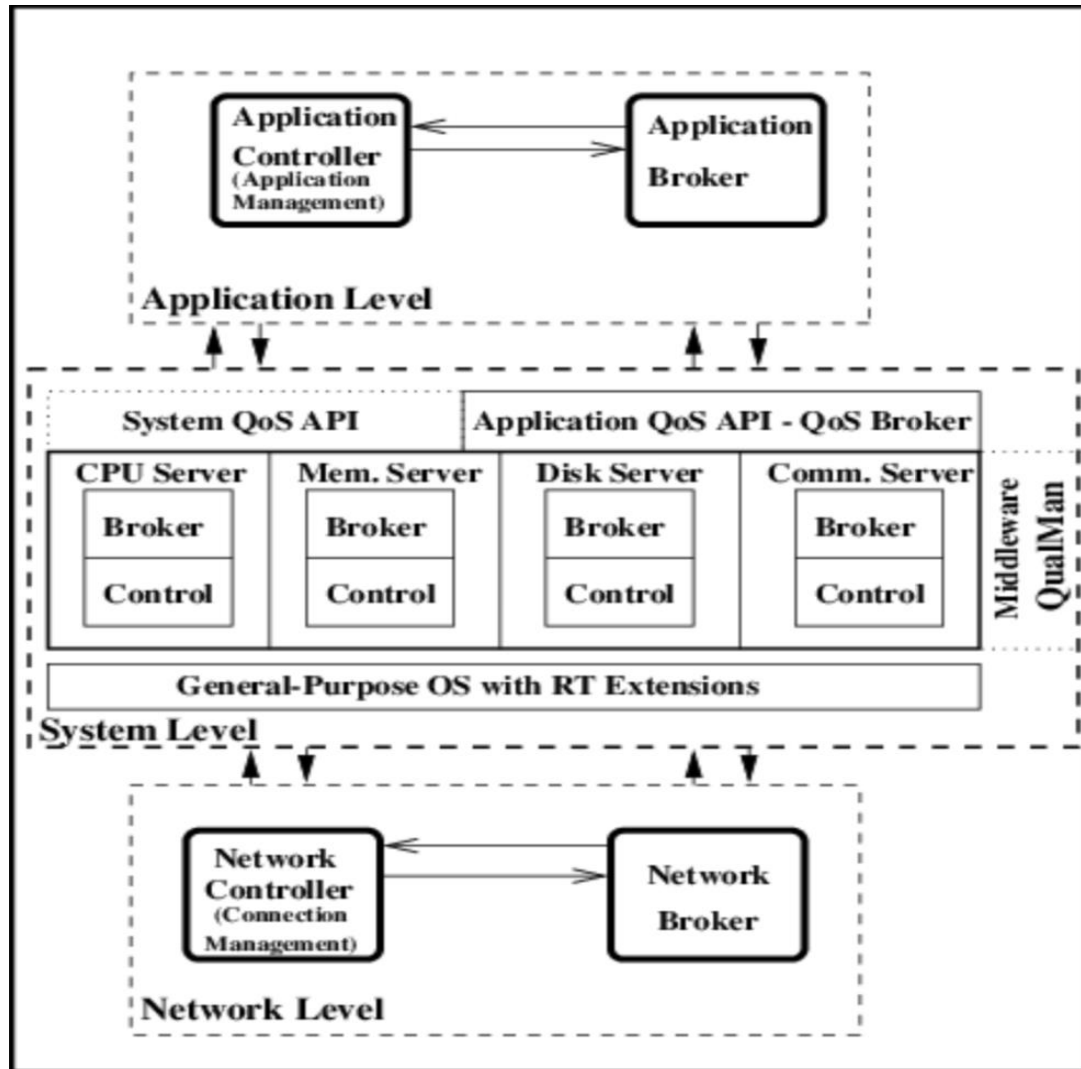 Application
Controller
(Application
Management)
Application
Broker
Application Level
System QoS API
Application QoS API - QoS Broker
CPU Server
Mem. Server
Disk Server
Comm. Server
Broker
Broker
Broker
Broker
Control
Control
Control
Control
Middleware
QualMan
General-Purpose OS with RT Extensions
System Level
Network
Controller
(Connection
Management)
Network
Broker
Network Level